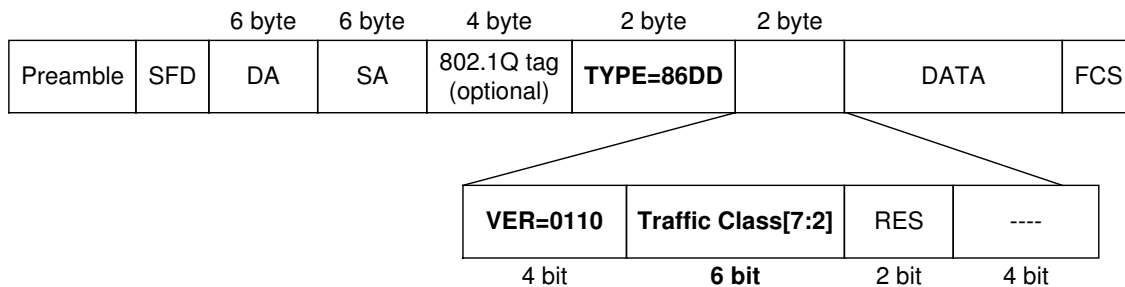 6 byte 6 byte 4 byte 2 byte 2 byte
Preamble SFD DA SA 802.1Q tag (optional) TYPE=86DD DATA FCS
VER=0110 Traffic Class[7:2] RES ----
4 bit 6 bit 2 bit 4 bit